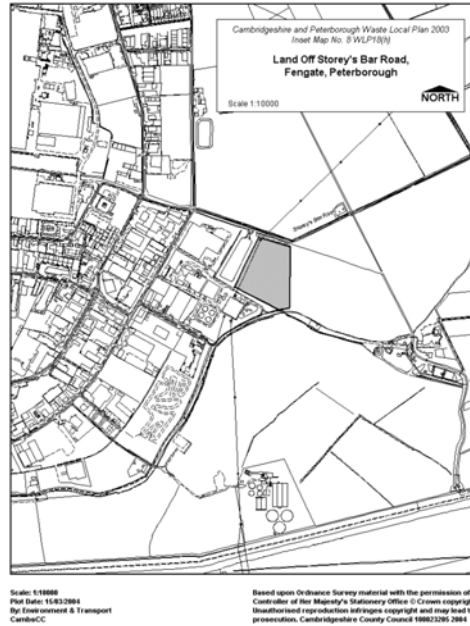 Cambridgeshire and Peterborough Waste Local Plan 2003
Inset Map No. 8 WLP18(h)
Land Off Storey's Bar Road,
Fengate, Peterborough
Scale 1:10000
NORTH
Storey's Bar Road
Scale: 1:10000
Plot Date: 15/03/2004
By: Environment & Transport
CambsCC
Based upon Ordnance Survey material with the permission of
Controller of Her Majesty's Stationery Office © Crown copyrig
Unauthorised reproduction infringes copyright and may lead t
prosecution. Cambridgeshire County Council 100023205 2004